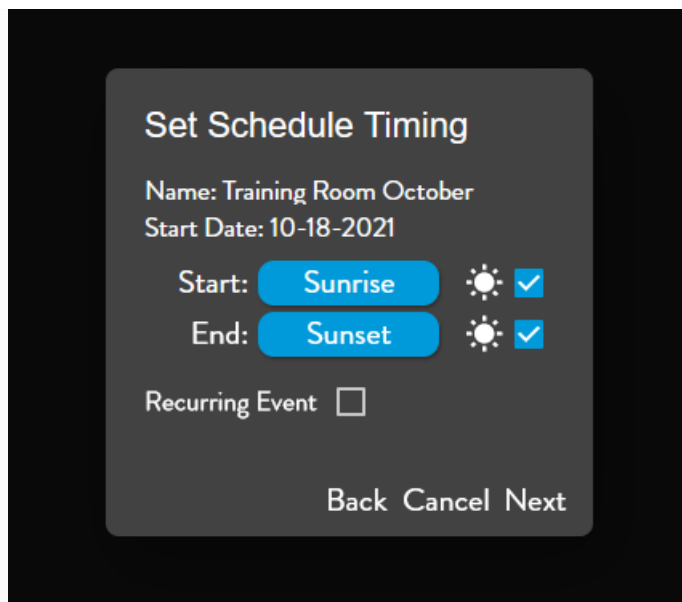 Set Schedule Timing
Name: Training Room October
Start Date: 10-18-2021
Start: Sunrise
End: Sunset
Recurring Event
Back Cancel Next